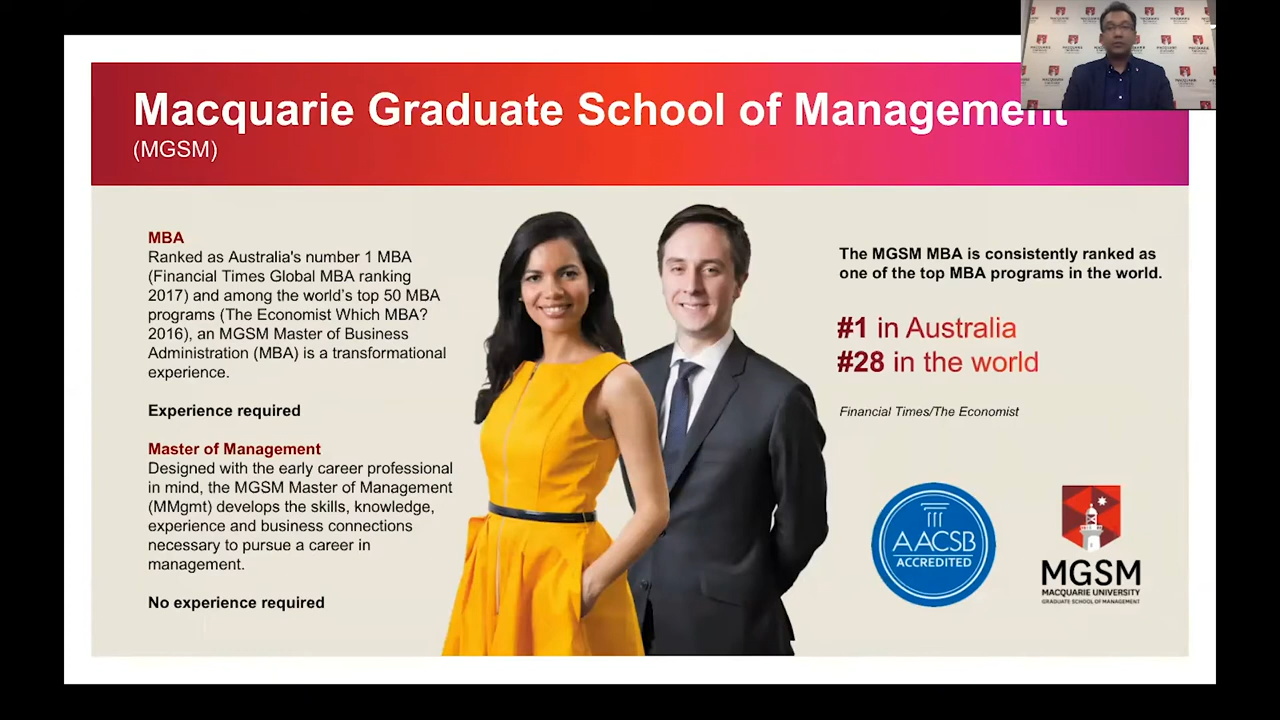 Macquarie Graduate School of Management
(MGSM)
MBA
Ranked as Australia's number 1 MBA
(Financial Times Global MBA ranking
2017) and among the world's top 50 MBA
programs (The Economist Which MBA?
2016), an MGSM Master of Business
Administration (MBA) is a transformational
experience.
Experience required
Master of Management
Designed with the early career professional
in mind, the MGSM Master of Management
(MMgmt) develops the skills, knowledge,
experience and business connections
necessary to pursue a career in
management.
No experience required
The MGSM MBA is consistently ranked as
one of the top MBA programs in the world.
#1 in Australia
#28 in the world
Financial Times/The Economist
AACSB
ACCREDITED
MGSM
MACQUARIE UNIVERSITY
GRADUATE SCHOOL OF MANAGEMENT